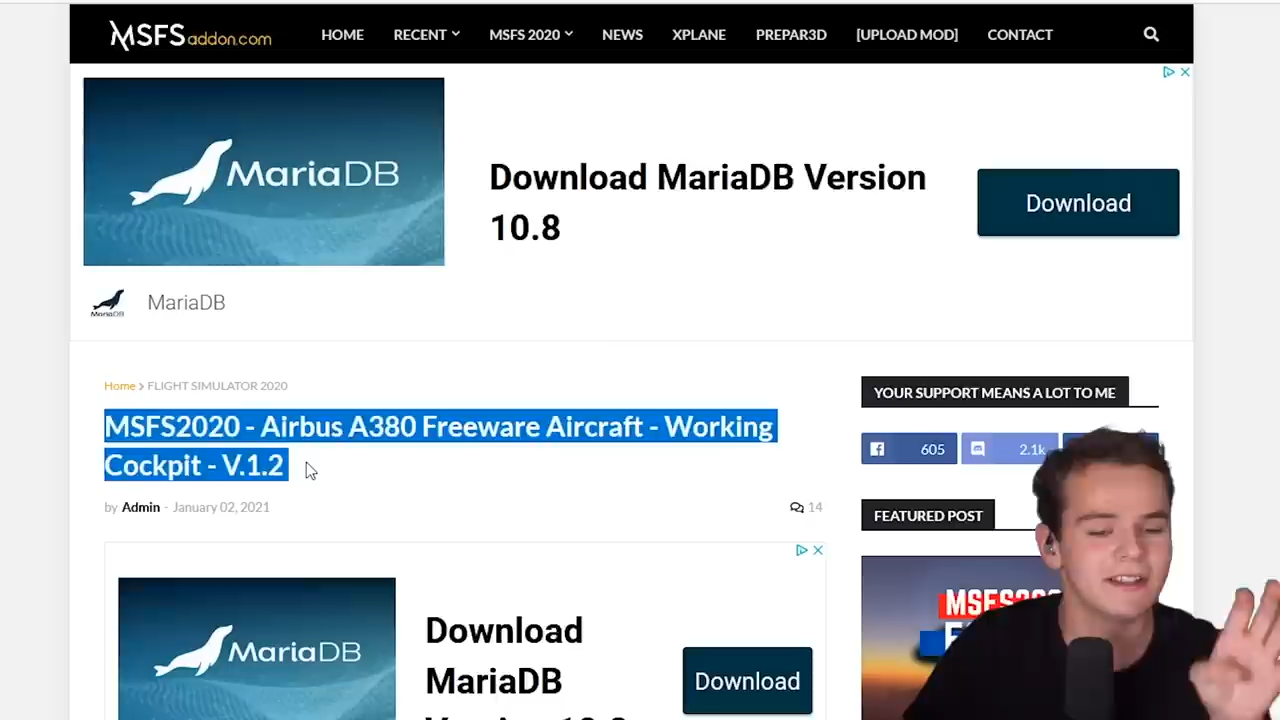 MSFSaddon.com
HOME
RECENT
MSFS 2020
NEWS
XPLANE
PREPAR3D
[UPLOAD MOD]
CONTACT
MariaDB
Download MariaDB Version
10.8
Download
MariaDB
Home > FLIGHT SIMULATOR 2020
MSFS2020 - Airbus A380 Freeware Aircraft - Working
Cockpit - V.1.2
by Admin - January 02, 2021
14
MariaDB
Download
MariaDB
Download
YOUR SUPPORT MEANS A LOT TO ME
605
2.1k
FEATURED POST